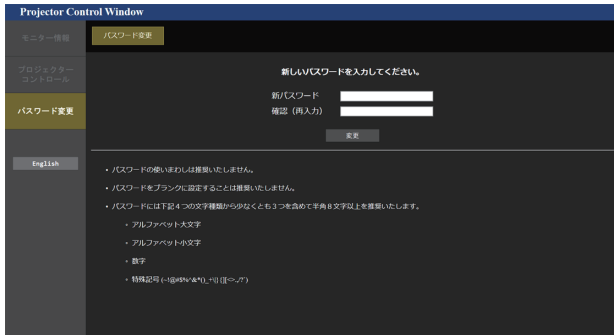 Projector Control Window
モニター情報
パスワード変更
プロジェクター
コントロール
パスワード変更
English
新しいパスワードを入力してください。
新パスワード
確認（再入力）
変更
• パスワードの使いまわしは推奨いたしません。
• パスワードをブランクに設定することは推奨いたしません。
• パスワードには下記４つの文字種類から少なくとも３つを含めて半角８文字以上を推奨いたします。
◦ アルファベット大文字
◦ アルファベット小文字
◦ 数字
◦ 特殊記号